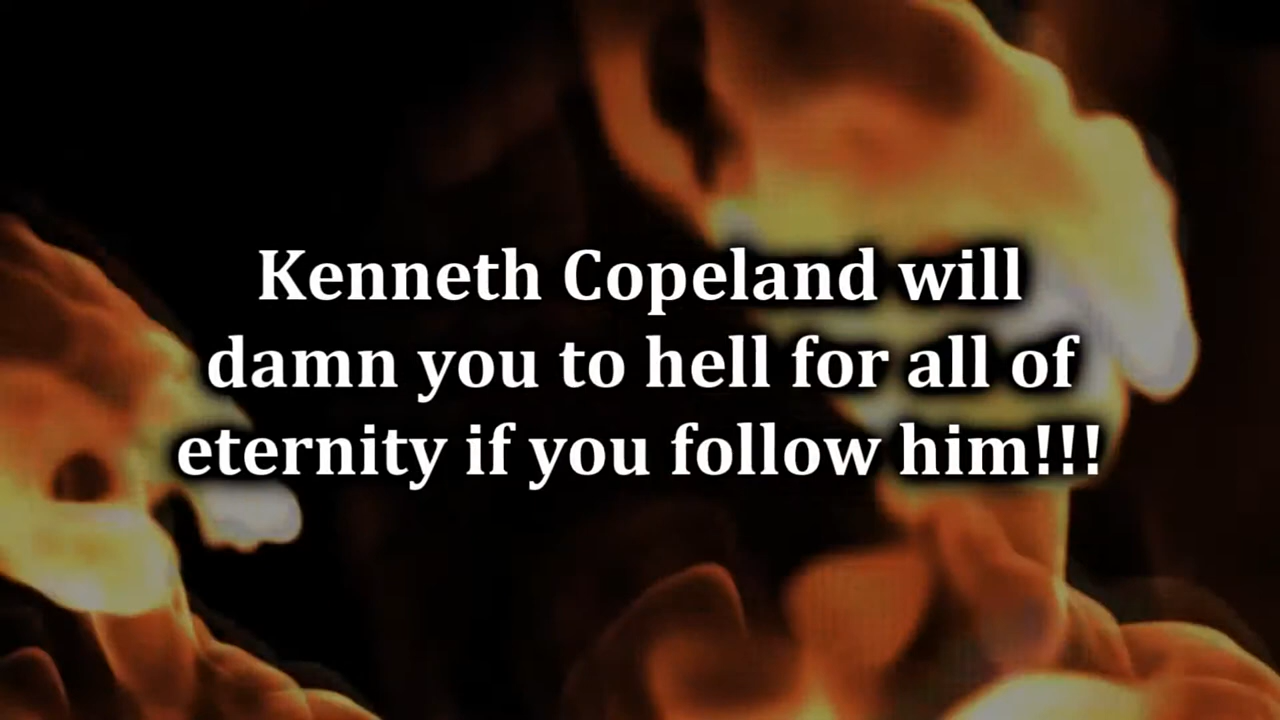 Kenneth Copeland will
damn you to hell for all of
eternity if you follow him!!!